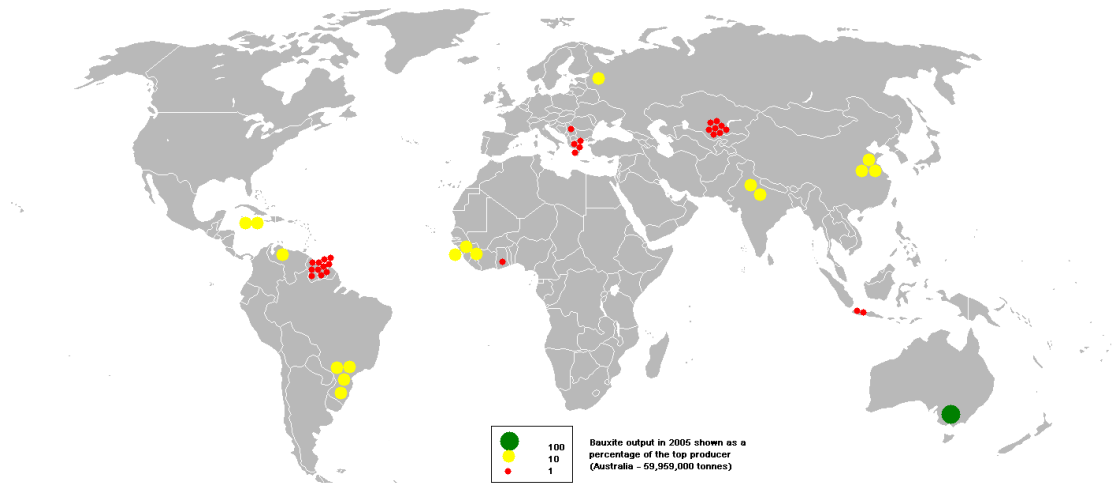 100
10
1
Bauxite output in 2005 shown as a
percentage of the top producer
(Australia - 59,959,000 tonnes)